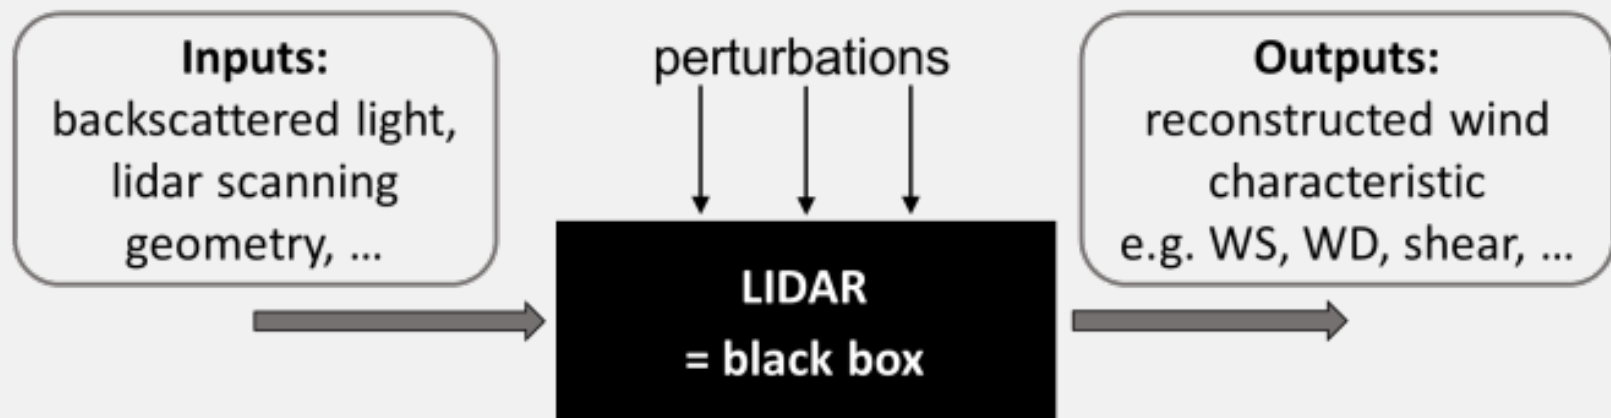 Inputs:
backscattered light,
lidar scanning
geometry, ...
perturbations
LIDAR
= black box
Outputs:
reconstructed wind
characteristic
e.g. WS, WD, shear, ...